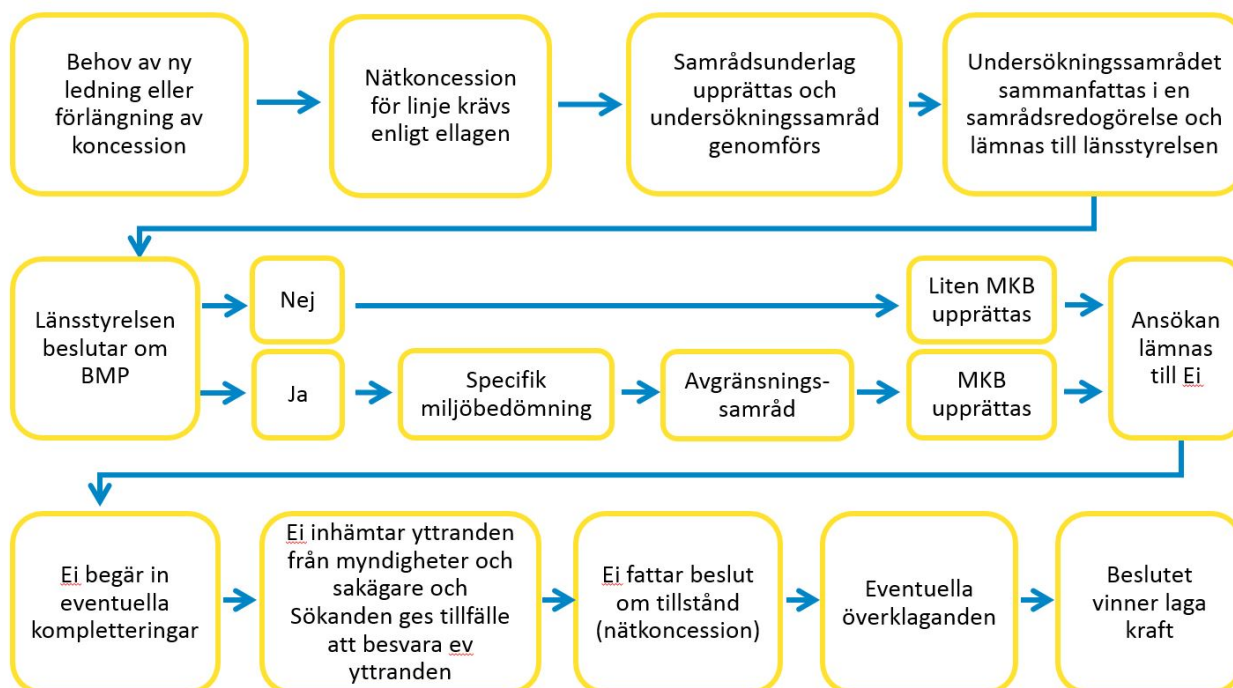 Behov av ny
ledning eller
förlängning av
koncession
Nätkoncession
för linje krävs
enligt ellagen
Samrådsunderlag
upprättas och
undersökningssamråd
genomförs
Undersökningssamrådet
sammanfattas i en
samrådsredogörelse och
lämnas till länsstyrelsen
Länsstyrelsen
beslutar om
BMP
Nej
Liten MKB
upprättas
Ja
Specifik
miljöbedömning
Avgränsnings-
samråd
MKB
upprättas
Ansökan
lämnas
till Ei
Ei begär in
eventuella
kompletteringar
Ei inhämtar yttranden
från myndigheter och
sakägare och
Sökanden ges tillfälle
att besvara ev
yttranden
Ei fattar beslut
om tillstånd
(nätkoncession)
Eventuella
överklaganden
Beslutet
vinner laga
kraft